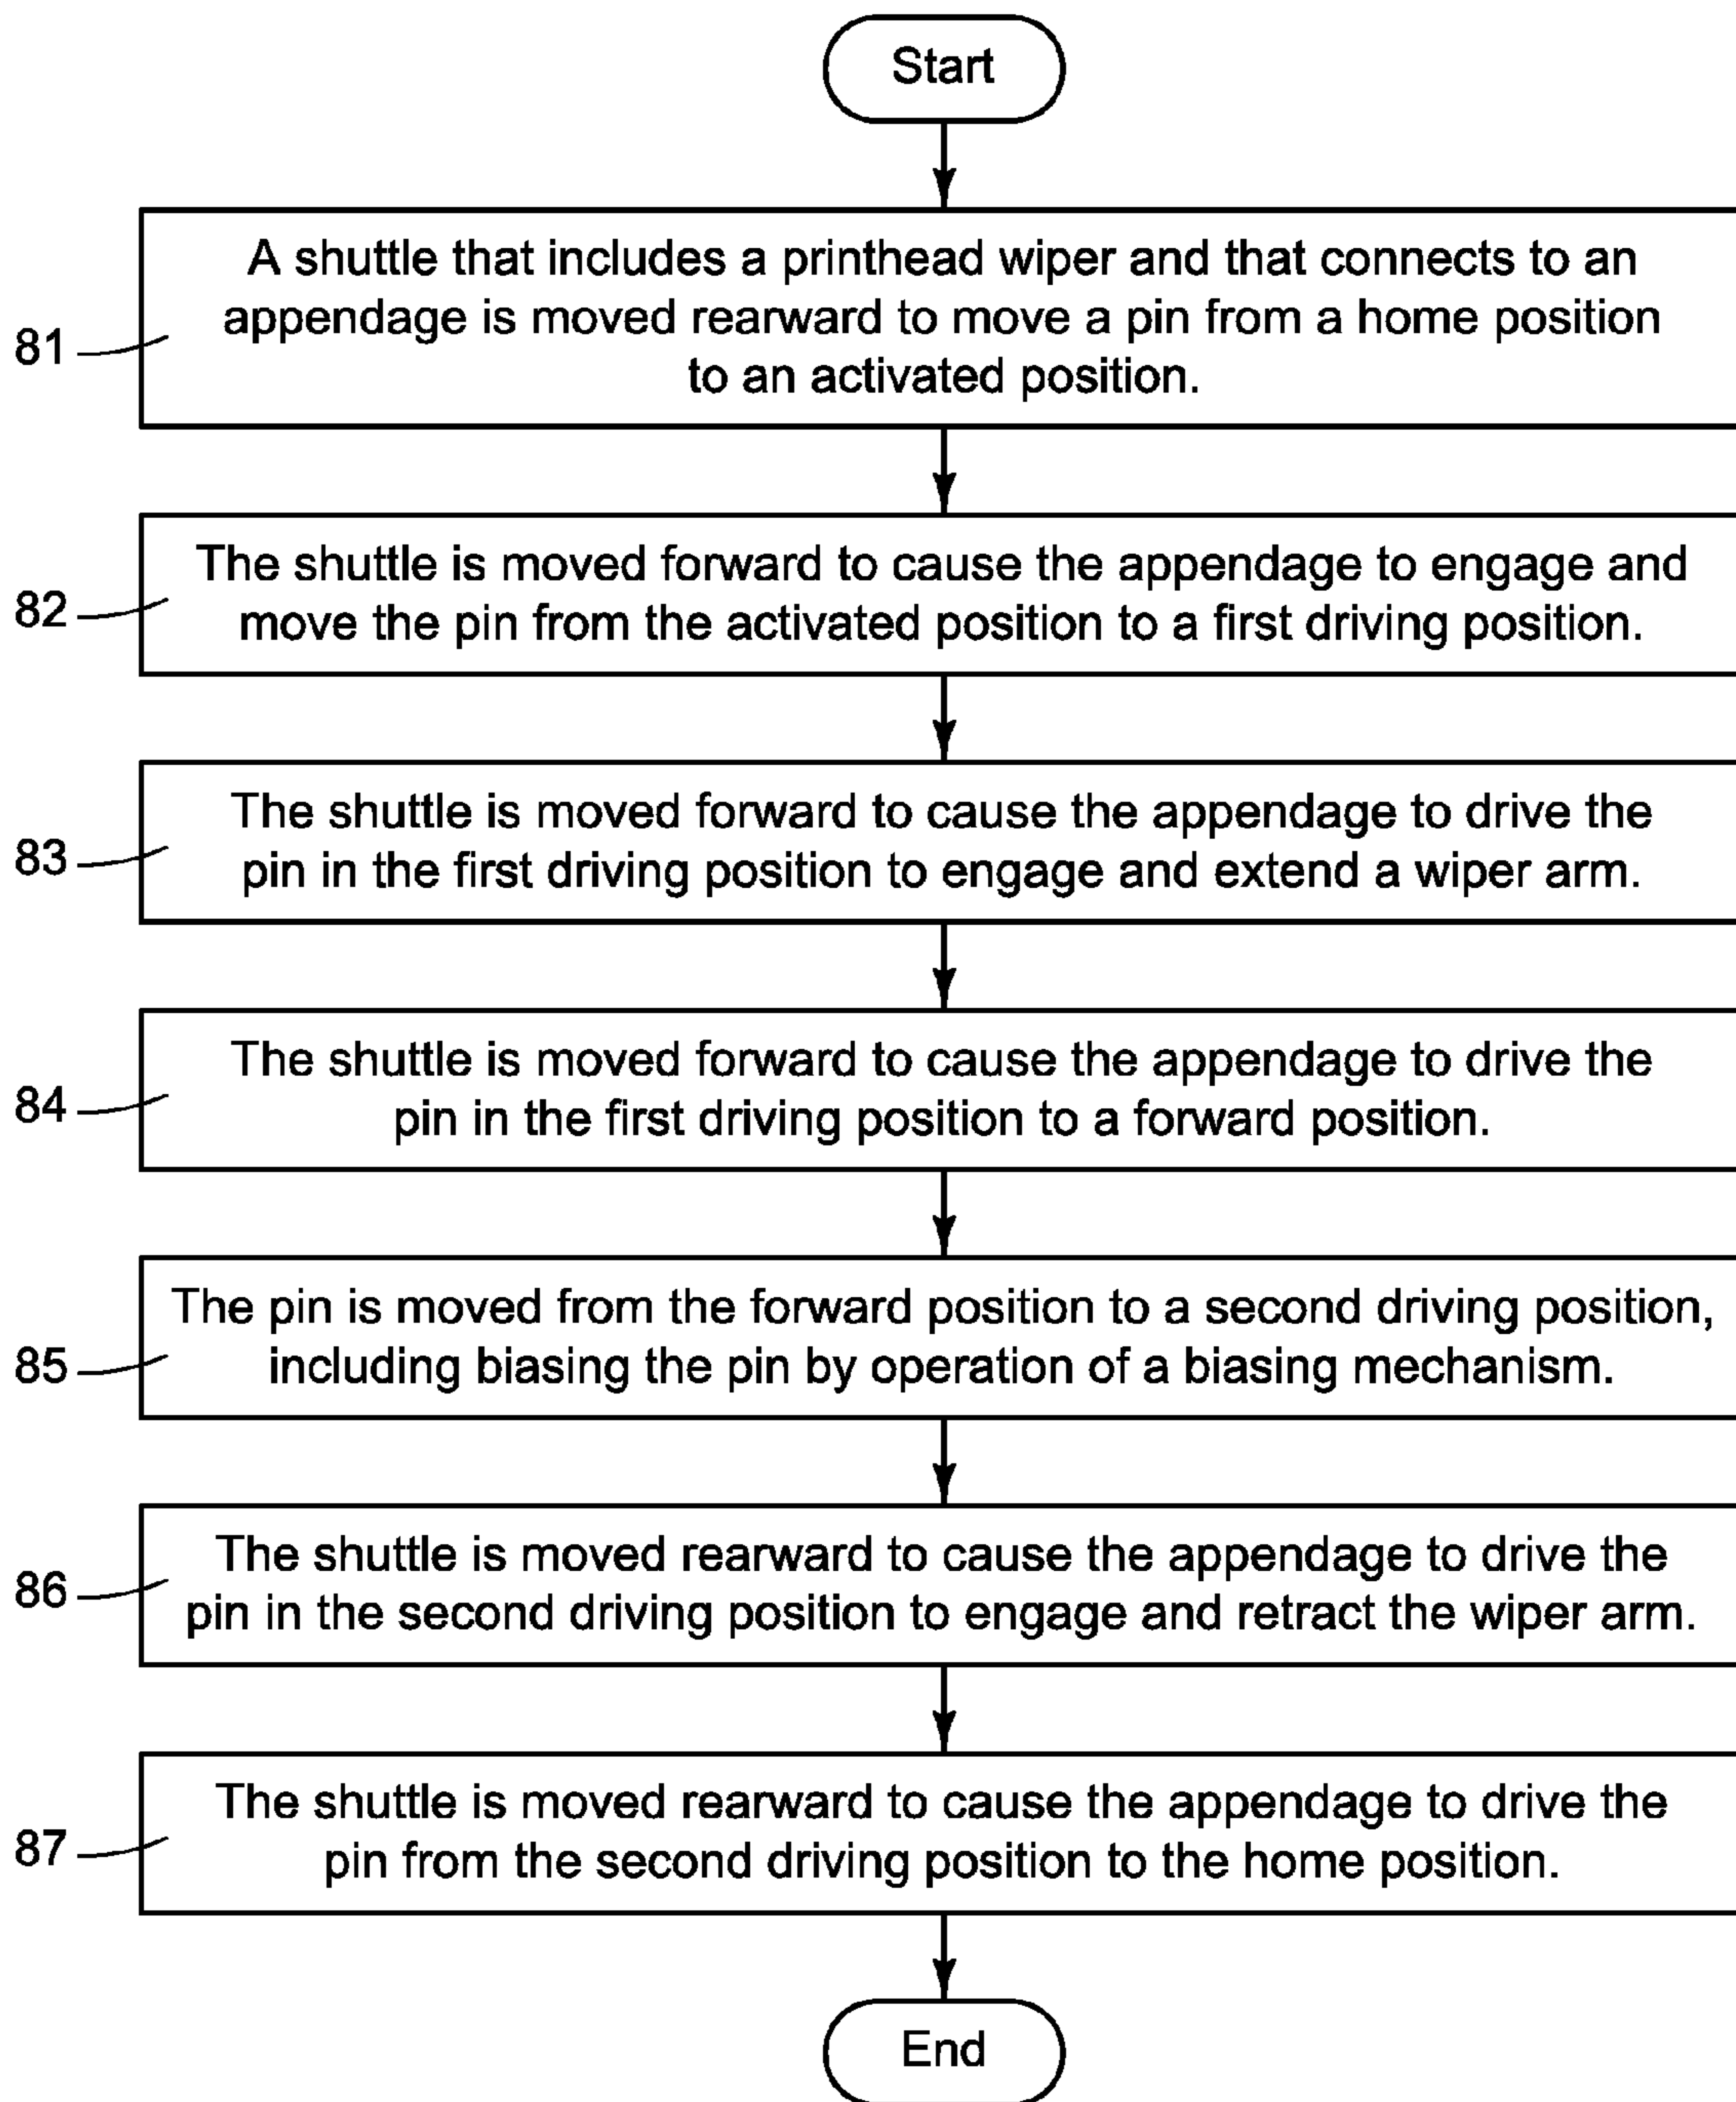 Start
A shuttle that includes a printhead wiper and that connects to an
appendage is moved rearward to move a pin from a home position
to an activated position.
81
The shuttle is moved forward to cause the appendage to engage and
move the pin from the activated position to a first driving position.
82
The shuttle is moved forward to cause the appendage to drive the
pin in the first driving position to engage and extend a wiper arm.
83
The shuttle is moved forward to cause the appendage to drive the
pin in the first driving position to a forward position.
84
The pin is moved from the forward position to a second driving position,
including biasing the pin by operation of a biasing mechanism.
85
The shuttle is moved rearward to cause the appendage to drive the
pin in the second driving position to engage and retract the wiper arm.
86
The shuttle is moved rearward to cause the appendage to drive the
pin from the second driving position to the home position.
87
End